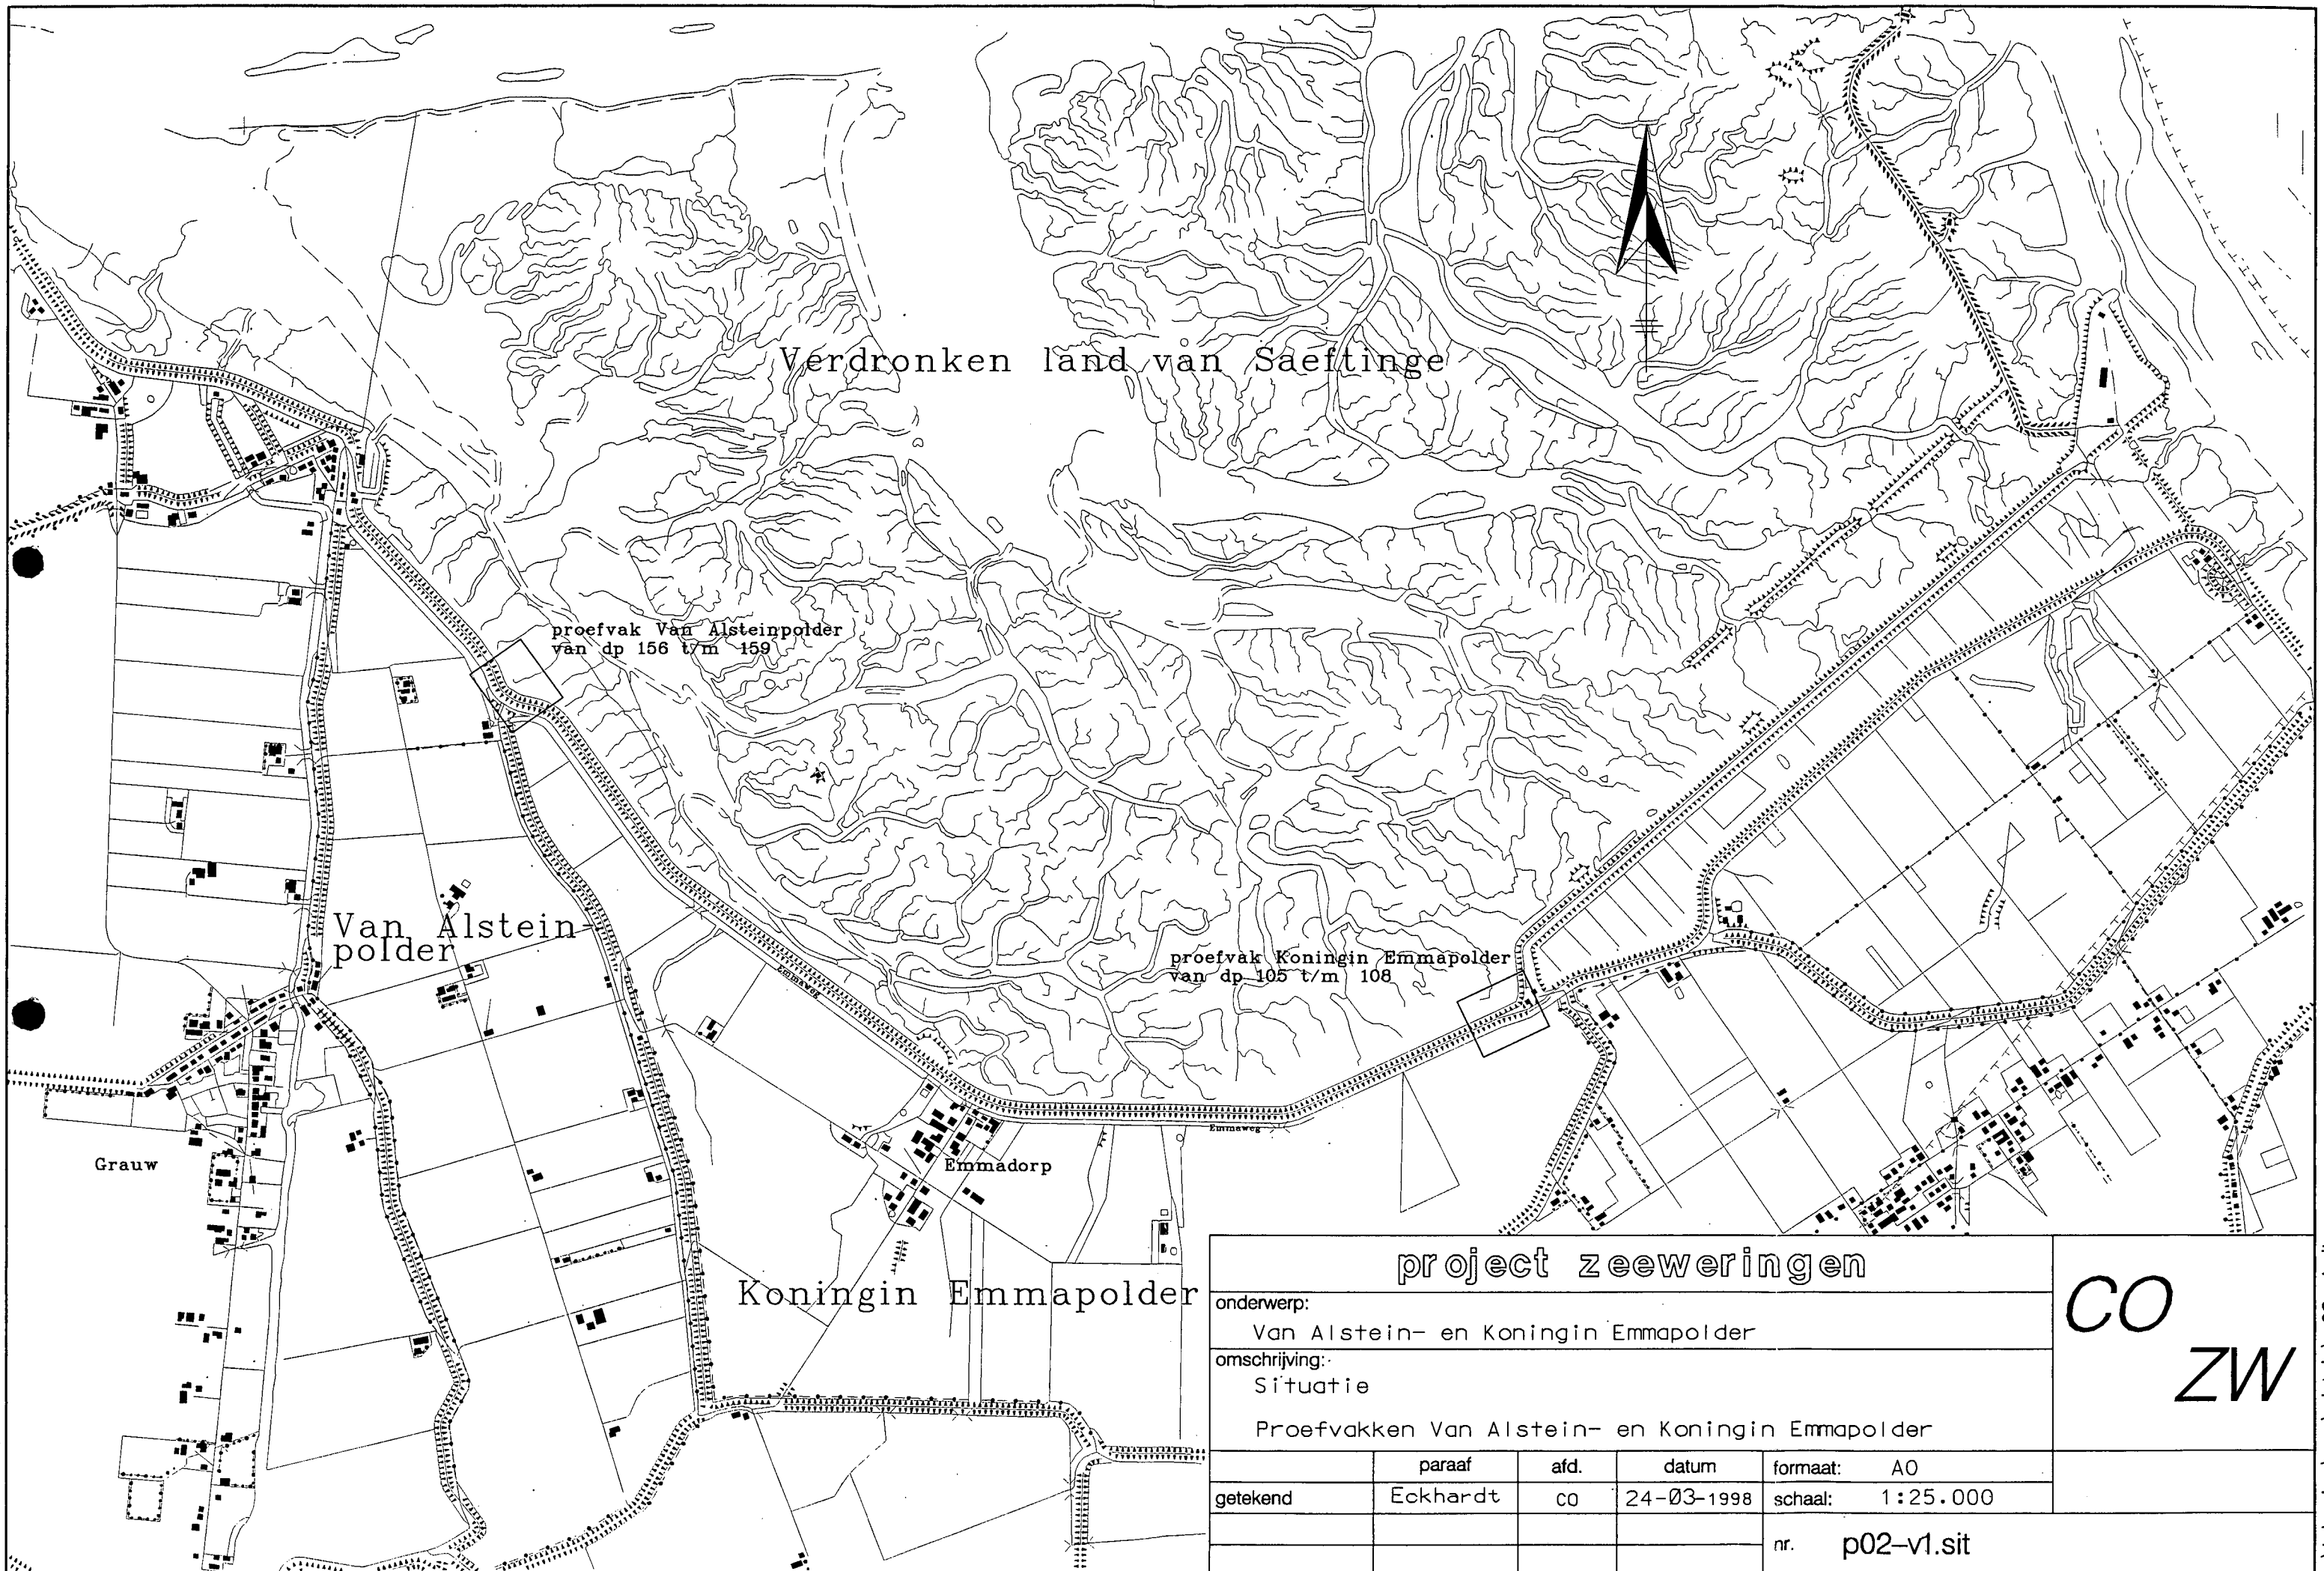 Verdronken land van Saeftinge
proefvak Van Alsteinpolder
van dp 156 t/m 159
Van Alstein-
polder
proefvak Koningin Emmapolder
van dp 105 t/m 108
Emmaweg
Emmaweg
Grauw
Emmadorp
Koningin Emmapolder
project zeeweringen
onderwerp:
Van Alstein- en Koningin Emmapolder
omschrijving:
Situatie
Proefvakken Van Alstein- en Koningin Emmapolder
CO
ZW
paraaf afd. datum formaat: A0
getekend Eckhardt CO 24-03-1998 schaal: 1:25.000
nr. p02-v1.sit